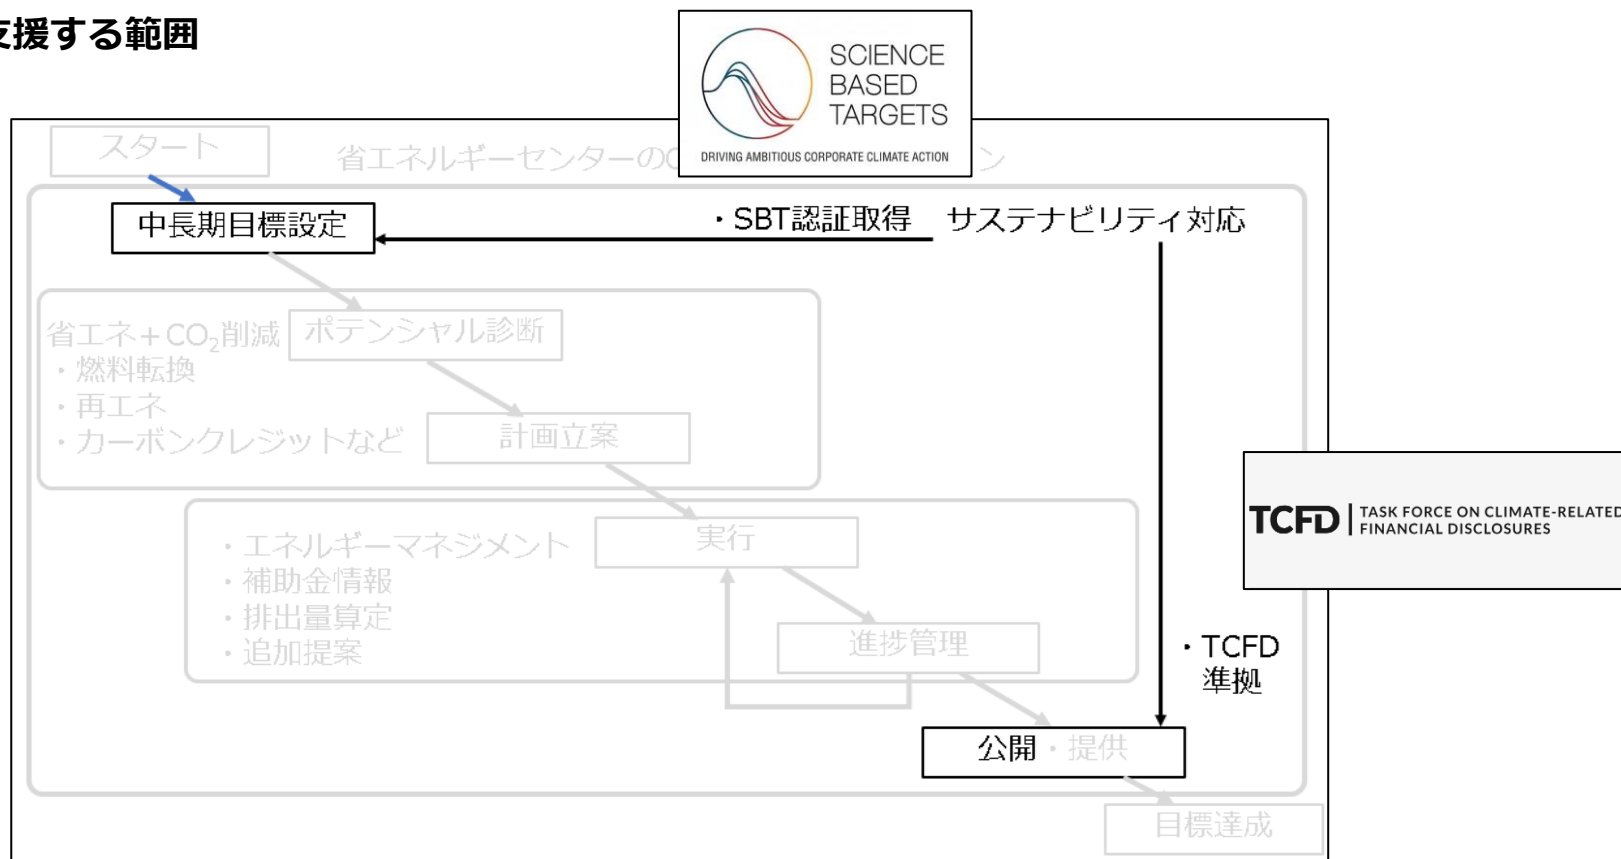 支援する範囲
SCIENCE
BASED
TARGETS
DRIVING AMBITIOUS CORPORATE CLIMATE ACTION
スタート
省エネルギーセンターの
ン
中長期目標設定
・SBT認証取得
サステナビリティ対応
省エネ＋CO₂削減
・燃料転換
・再エネ
・カーボンクレジットなど
ポテンシャル診断
計画立案
・エネルギーマネジメント
・補助金情報
・排出量算定
・追加提案
実行
進捗管理
TCFD
TASK FORCE ON CLIMATE-RELATED
FINANCIAL DISCLOSURES
・TCFD
準拠
公開・提供
目標達成